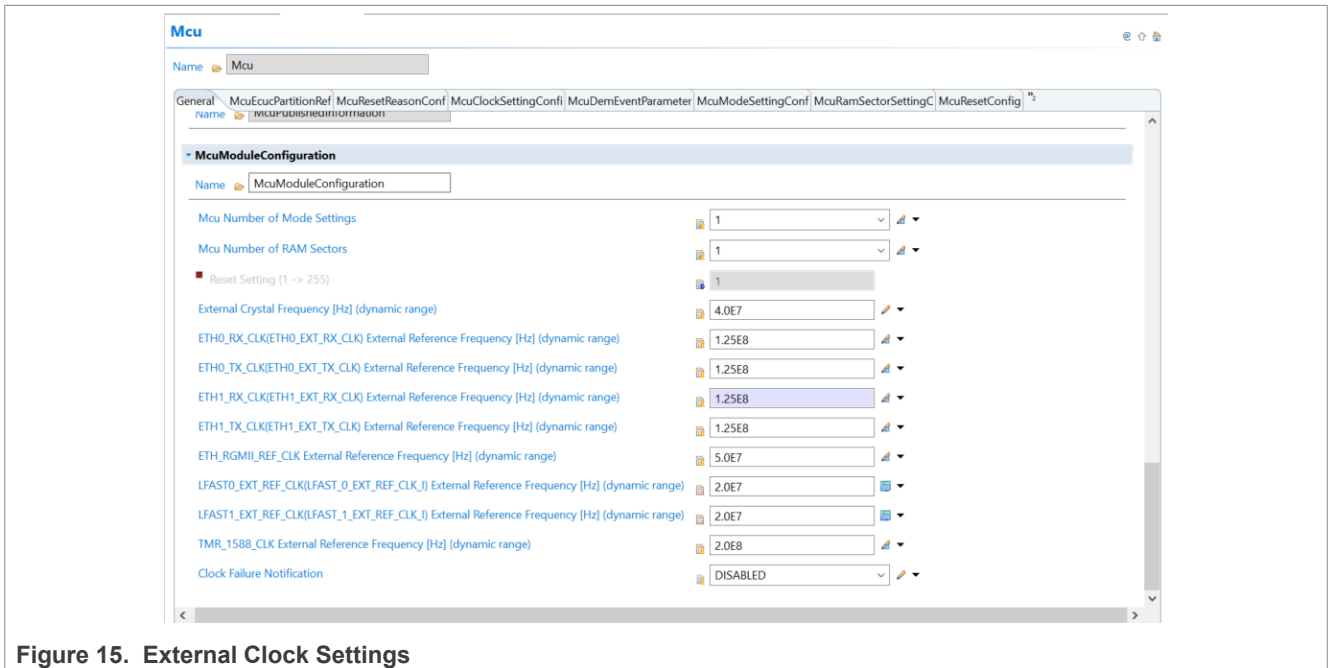 Mcu
Name Mcu
General McuEcucPartitionRef McuResetReasonConf McuClockSettingConfi McuDemEventParameter McuModeSettingConf McuRamSectorSettingC McuResetConfig »2
Name McuPublishedInformation
McuModuleConfiguration
Name McuModuleConfiguration
Mcu Number of Mode Settings 1
Mcu Number of RAM Sectors 1
Reset Setting (1 -> 255) 1
External Crystal Frequency [Hz] (dynamic range) 4.0E7
ETH0_RX_CLK(ETH0_EXT_RX_CLK) External Reference Frequency [Hz] (dynamic range) 1.25E8
ETH0_TX_CLK(ETH0_EXT_TX_CLK) External Reference Frequency [Hz] (dynamic range) 1.25E8
ETH1_RX_CLK(ETH1_EXT_RX_CLK) External Reference Frequency [Hz] (dynamic range) 1.25E8
ETH1_TX_CLK(ETH1_EXT_TX_CLK) External Reference Frequency [Hz] (dynamic range) 1.25E8
ETH_RGMII_REF_CLK External Reference Frequency [Hz] (dynamic range) 5.0E7
LFAST0_EXT_REF_CLK(LFAST_0_EXT_REF_CLK_I) External Reference Frequency [Hz] (dynamic range) 2.0E7
LFAST1_EXT_REF_CLK(LFAST_1_EXT_REF_CLK_I) External Reference Frequency [Hz] (dynamic range) 2.0E7
TMR_1588_CLK External Reference Frequency [Hz] (dynamic range) 2.0E8
Clock Failure Notification DISABLED
Figure 15. External Clock Settings